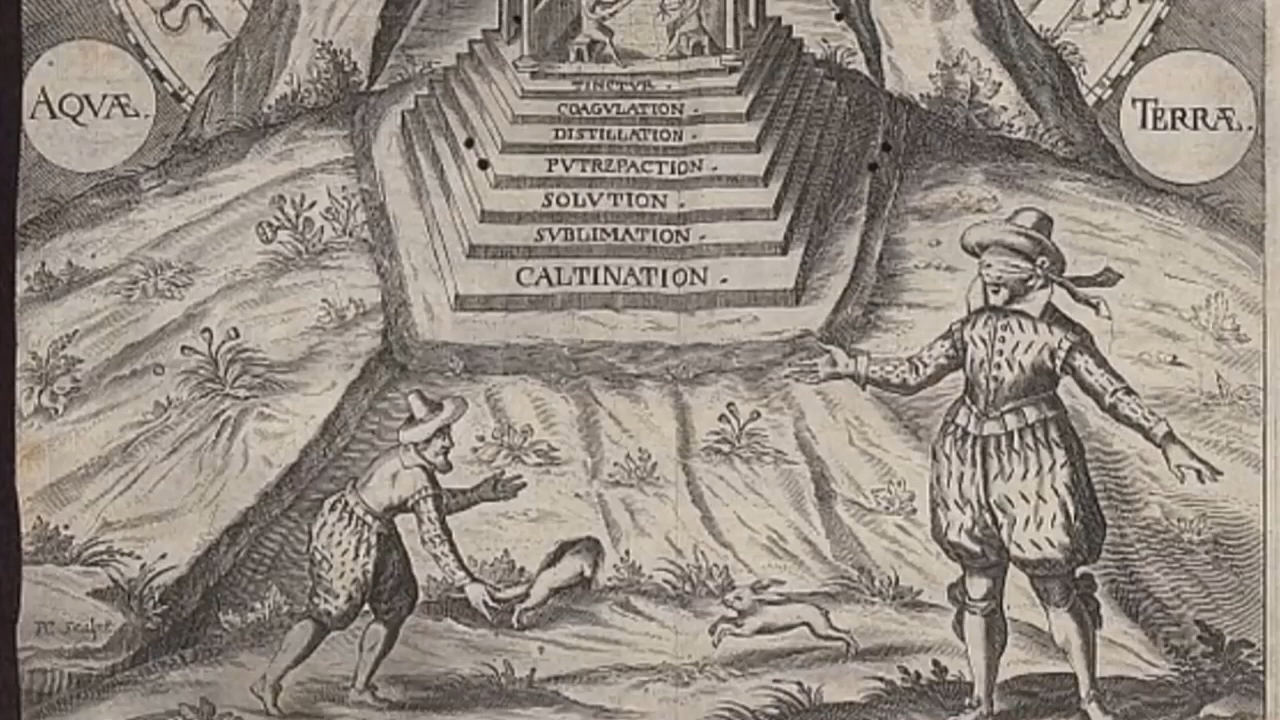 AQVÆ.
TERRÆ.
TINCTVR.
COAGVLATION.
DISTILLATION.
PVTREFACTION.
SOLVTION.
SVBLIMATION.
CALTINATION.